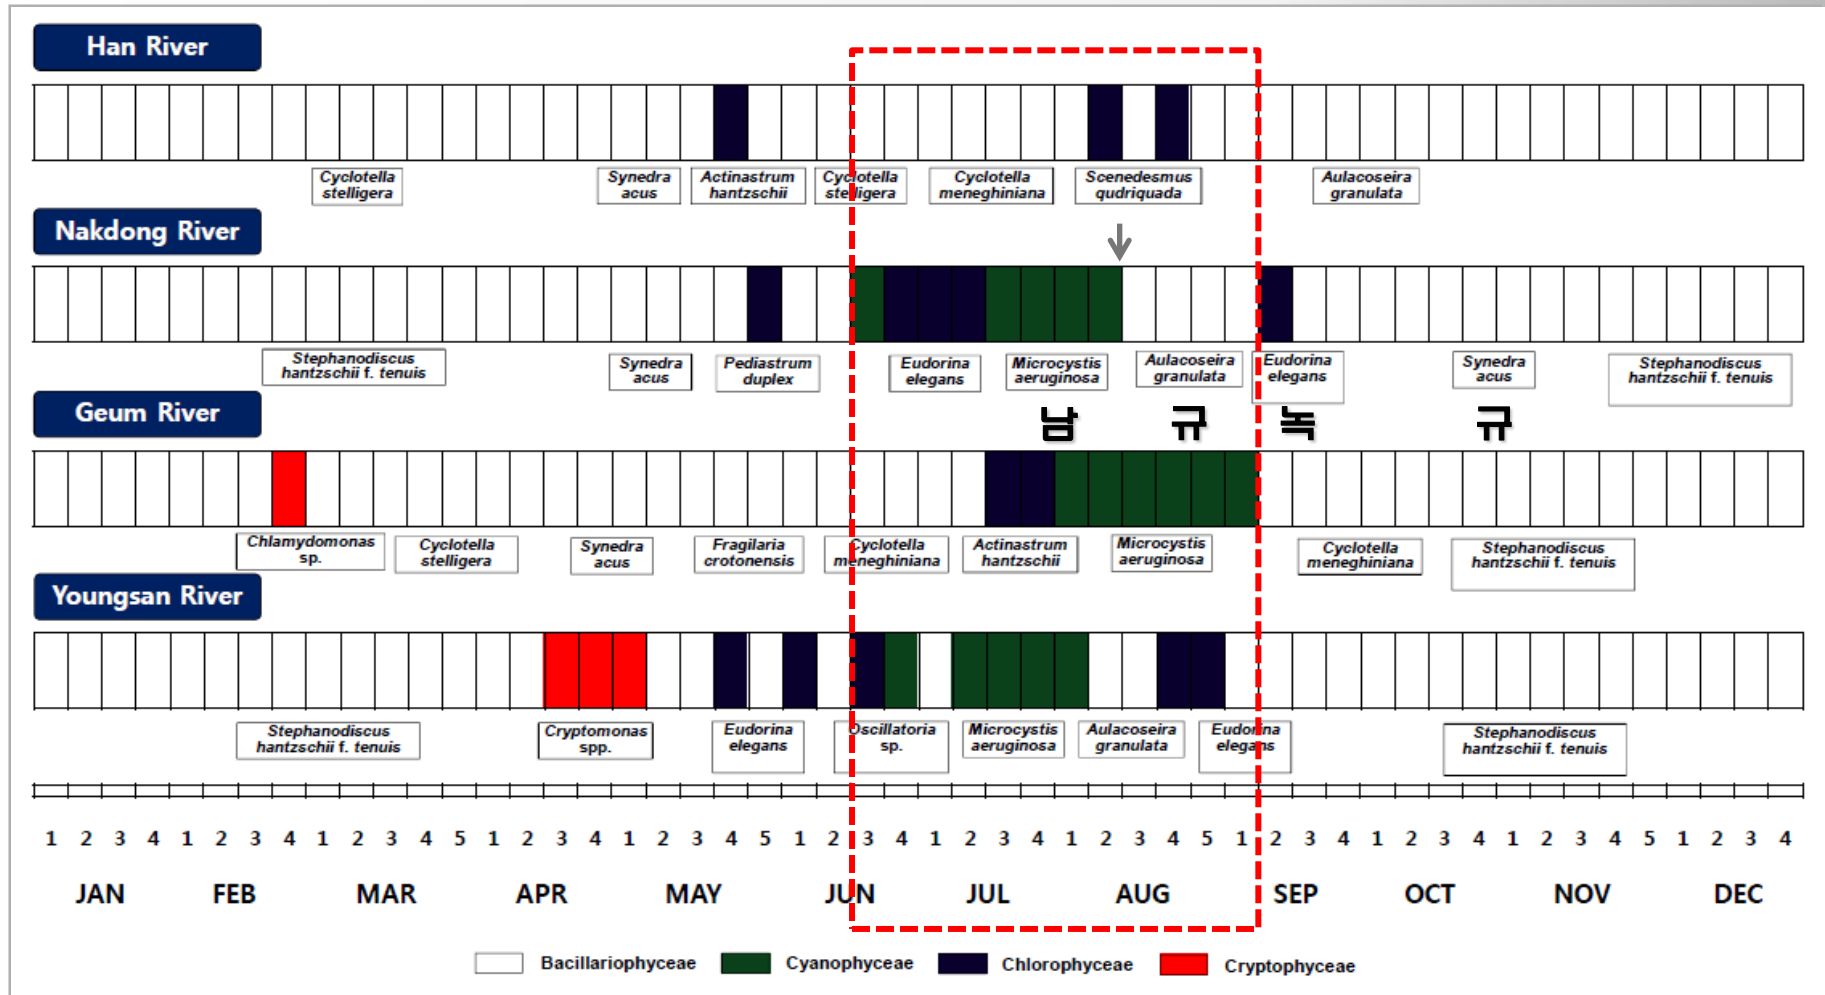 Han River
Cyclotella
stelligera
Synedra
acus
Actinastrum
hantzschii
Cyclotella
stelligera
Cyclotella
meneghiniana
Scenedesmus
qudriquada
Aulacoseira
granulata
Nakdong River
Stephanodiscus
hantzschii f. tenuis
Synedra
acus
Pediastrum
duplex
Eudorina
elegans
Microcystis
aeruginosa
Aulacoseira
granulata
Eudorina
elegans
Synedra
acus
Stephanodiscus
hantzschii f. tenuis
남 규 녹 규
Geum River
Chlamydomonas
sp.
Cyclotella
stelligera
Synedra
acus
Fragilaria
crotonensis
Cyclotella
meneghiniana
Actinastrum
hantzschii
Microcystis
aeruginosa
Cyclotella
meneghiniana
Stephanodiscus
hantzschii f. tenuis
Youngsan River
Stephanodiscus
hantzschii f. tenuis
Cryptomonas
spp.
Eudorina
elegans
Oscillatoria
sp.
Microcystis
aeruginosa
Aulacoseira
granulata
Eudorina
elegans
Stephanodiscus
hantzschii f. tenuis
1 2 3 4 1 2 3 4 1 2 3 4 5 1 2 3 4 1 2 3 4 5 1 2 3 4 1 2 3 4 1 2 3 4 5 1 2 3 4 1 2 3 4 1 2 3 4 5 1 2 3 4
JAN FEB MAR APR MAY JUN JUL AUG SEP OCT NOV DEC
Bacillariophyceae Cyanophyceae Chlorophyceae Cryptophyceae